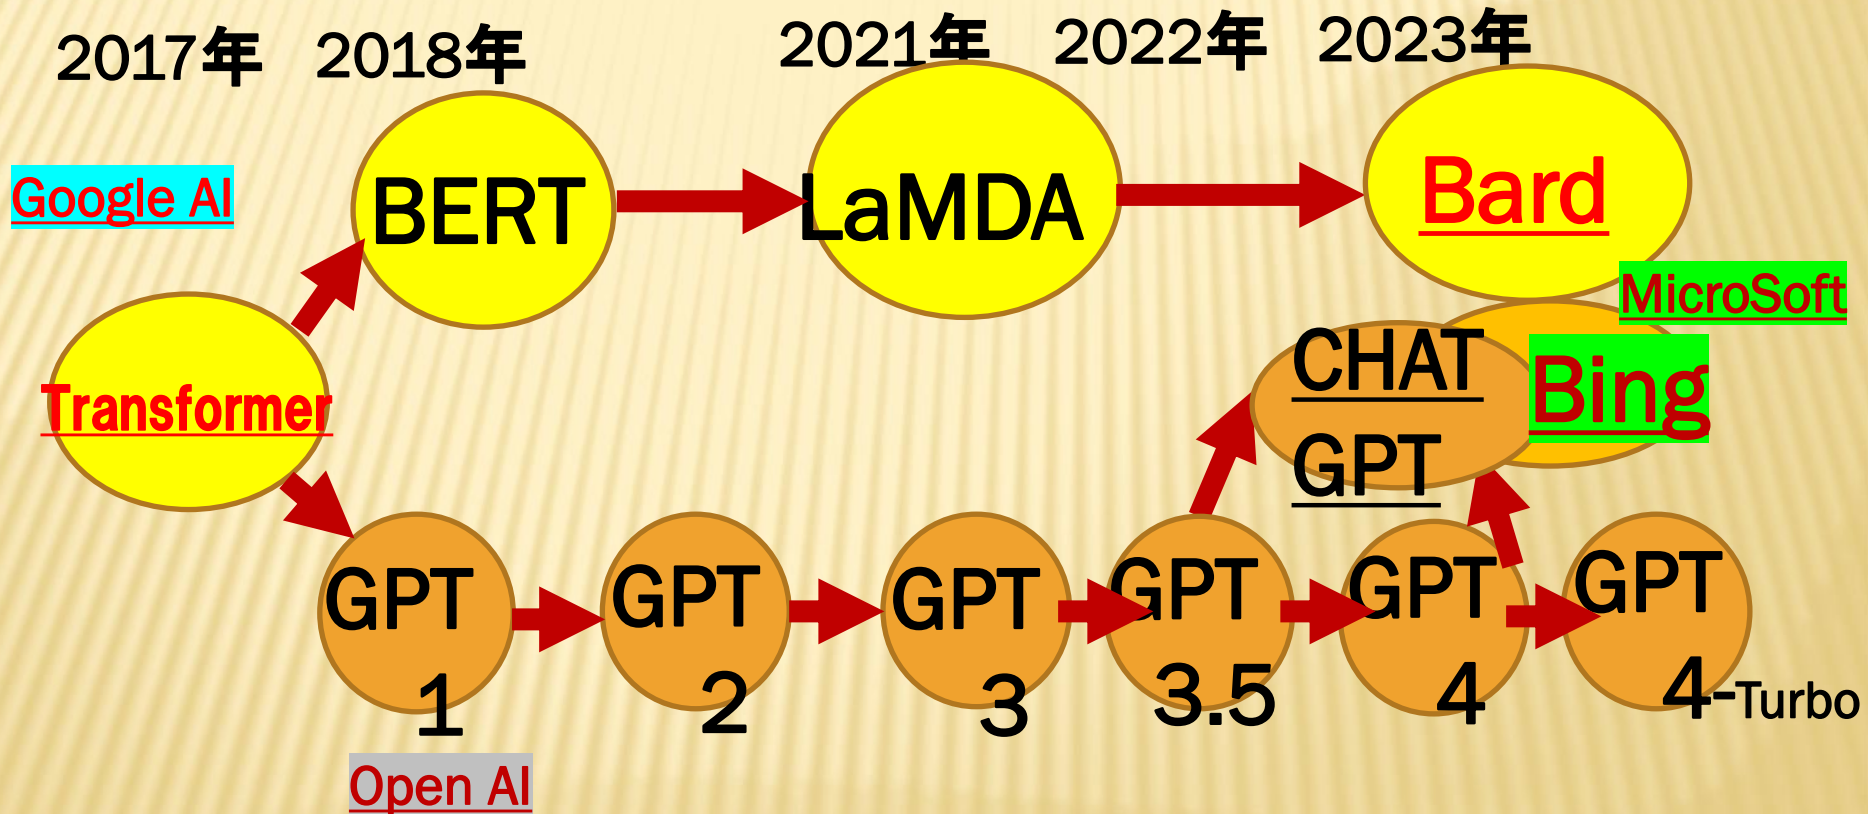 2017年
2018年
2021年
2022年
2023年
Google AI
BERT
LaMDA
Bard
MicroSoft
Transformer
CHAT
GPT
Bing
GPT
1
GPT
2
GPT
3
GPT
3.5
GPT
4
GPT
4-Turbo
Open AI